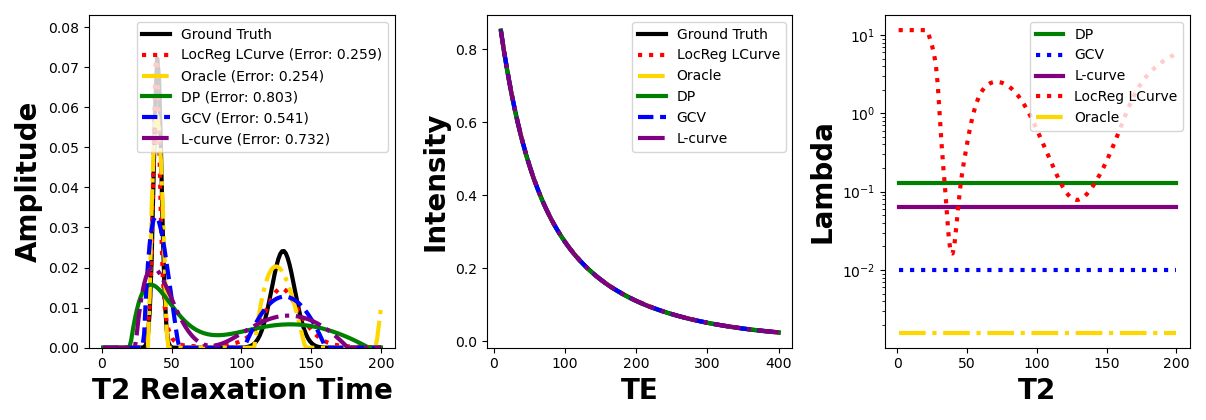 0.08
0.07
0.06
0.05
0.04
0.03
0.02
0.01
0.00
Amplitude
Ground Truth
LocReg LCurve (Error: 0.259)
Oracle (Error: 0.254)
DP (Error: 0.803)
GCV (Error: 0.541)
L-curve (Error: 0.732)
0 50 100 150 200
T2 Relaxation Time
0.8
0.6
0.4
0.2
0.0
Intensity
Ground Truth
LocReg LCurve
Oracle
DP
GCV
L-curve
0 100 200 300 400
TE
10¹
10⁰
10⁻¹
10⁻²
Lambda
DP
GCV
L-curve
LocReg LCurve
Oracle
0 50 100 150 200
T2